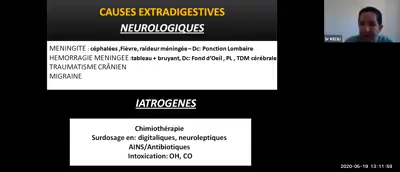 CAUSES EXTRADIGESTIVES
NEUROLOGIQUES
MENINGITE : céphalées ,Fièvre, raideur méningée – Dc: Ponction Lombaire
HEMORRAGIE MENINGEE :tableau + bruyant, Dc: Fond d'Oeil , PL , TDM cérébrale
TRAUMATISME CRÂNIEN
MIGRAINE
IATROGENES
Chimiothérapie
Surdosage en: digitaliques, neuroleptiques
AINS/Antibiotiques
Intoxication: OH, CO
2020-05-19 13:11:59